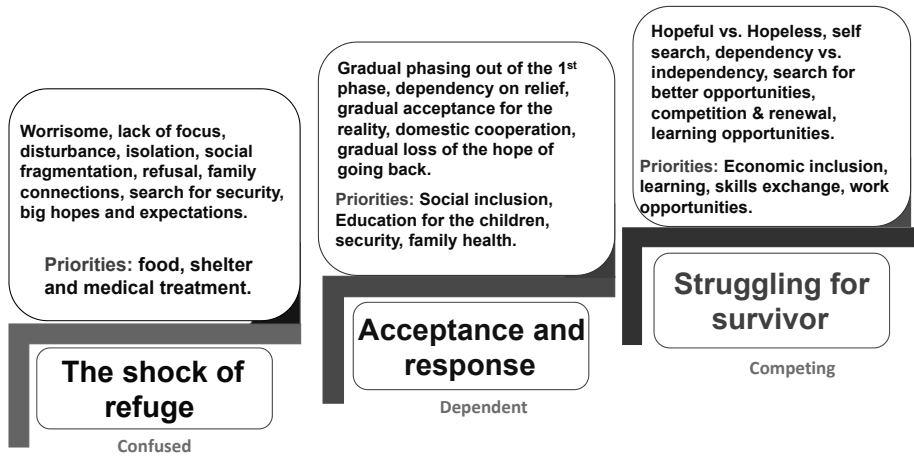 Worrisome, lack of focus,
disturbance, isolation, social
fragmentation, refusal, family
connections, search for security,
big hopes and expectations.
Priorities: food, shelter
and medical treatment.
The shock of
refuge
Confused
Gradual phasing out of the 1st
phase, dependency on relief,
gradual acceptance for the
reality, domestic cooperation,
gradual loss of the hope of
going back.
Priorities: Social inclusion,
Education for the children,
security, family health.
Acceptance and
response
Dependent
Hopeful vs. Hopeless, self
search, dependency vs.
independency, search for
better opportunities,
competition & renewal,
learning opportunities.
Priorities: Economic inclusion,
learning, skills exchange, work
opportunities.
Struggling for
survivor
Competing